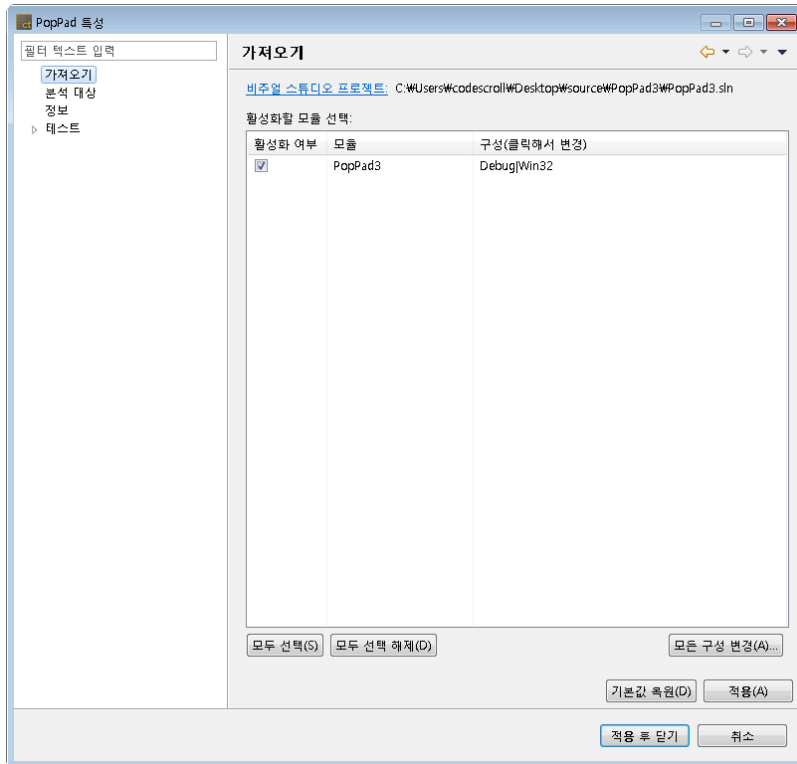 ct PopPad 특성
필터 텍스트 입력
가져오기
분석 대상
정보
테스트
가져오기
비주얼 스튜디오 프로젝트: C:₩Users₩codescroll₩Desktop₩source₩PopPad3₩PopPad3.sln
활성화할 모듈 선택:
활성화 여부 모듈 구성(클릭해서 변경)
PopPad3 Debug|Win32
모두 선택(S) 모두 선택 해제(D) 모든 구성 변경(A)...
기본값 복원(D) 적용(A)
적용 후 닫기 취소